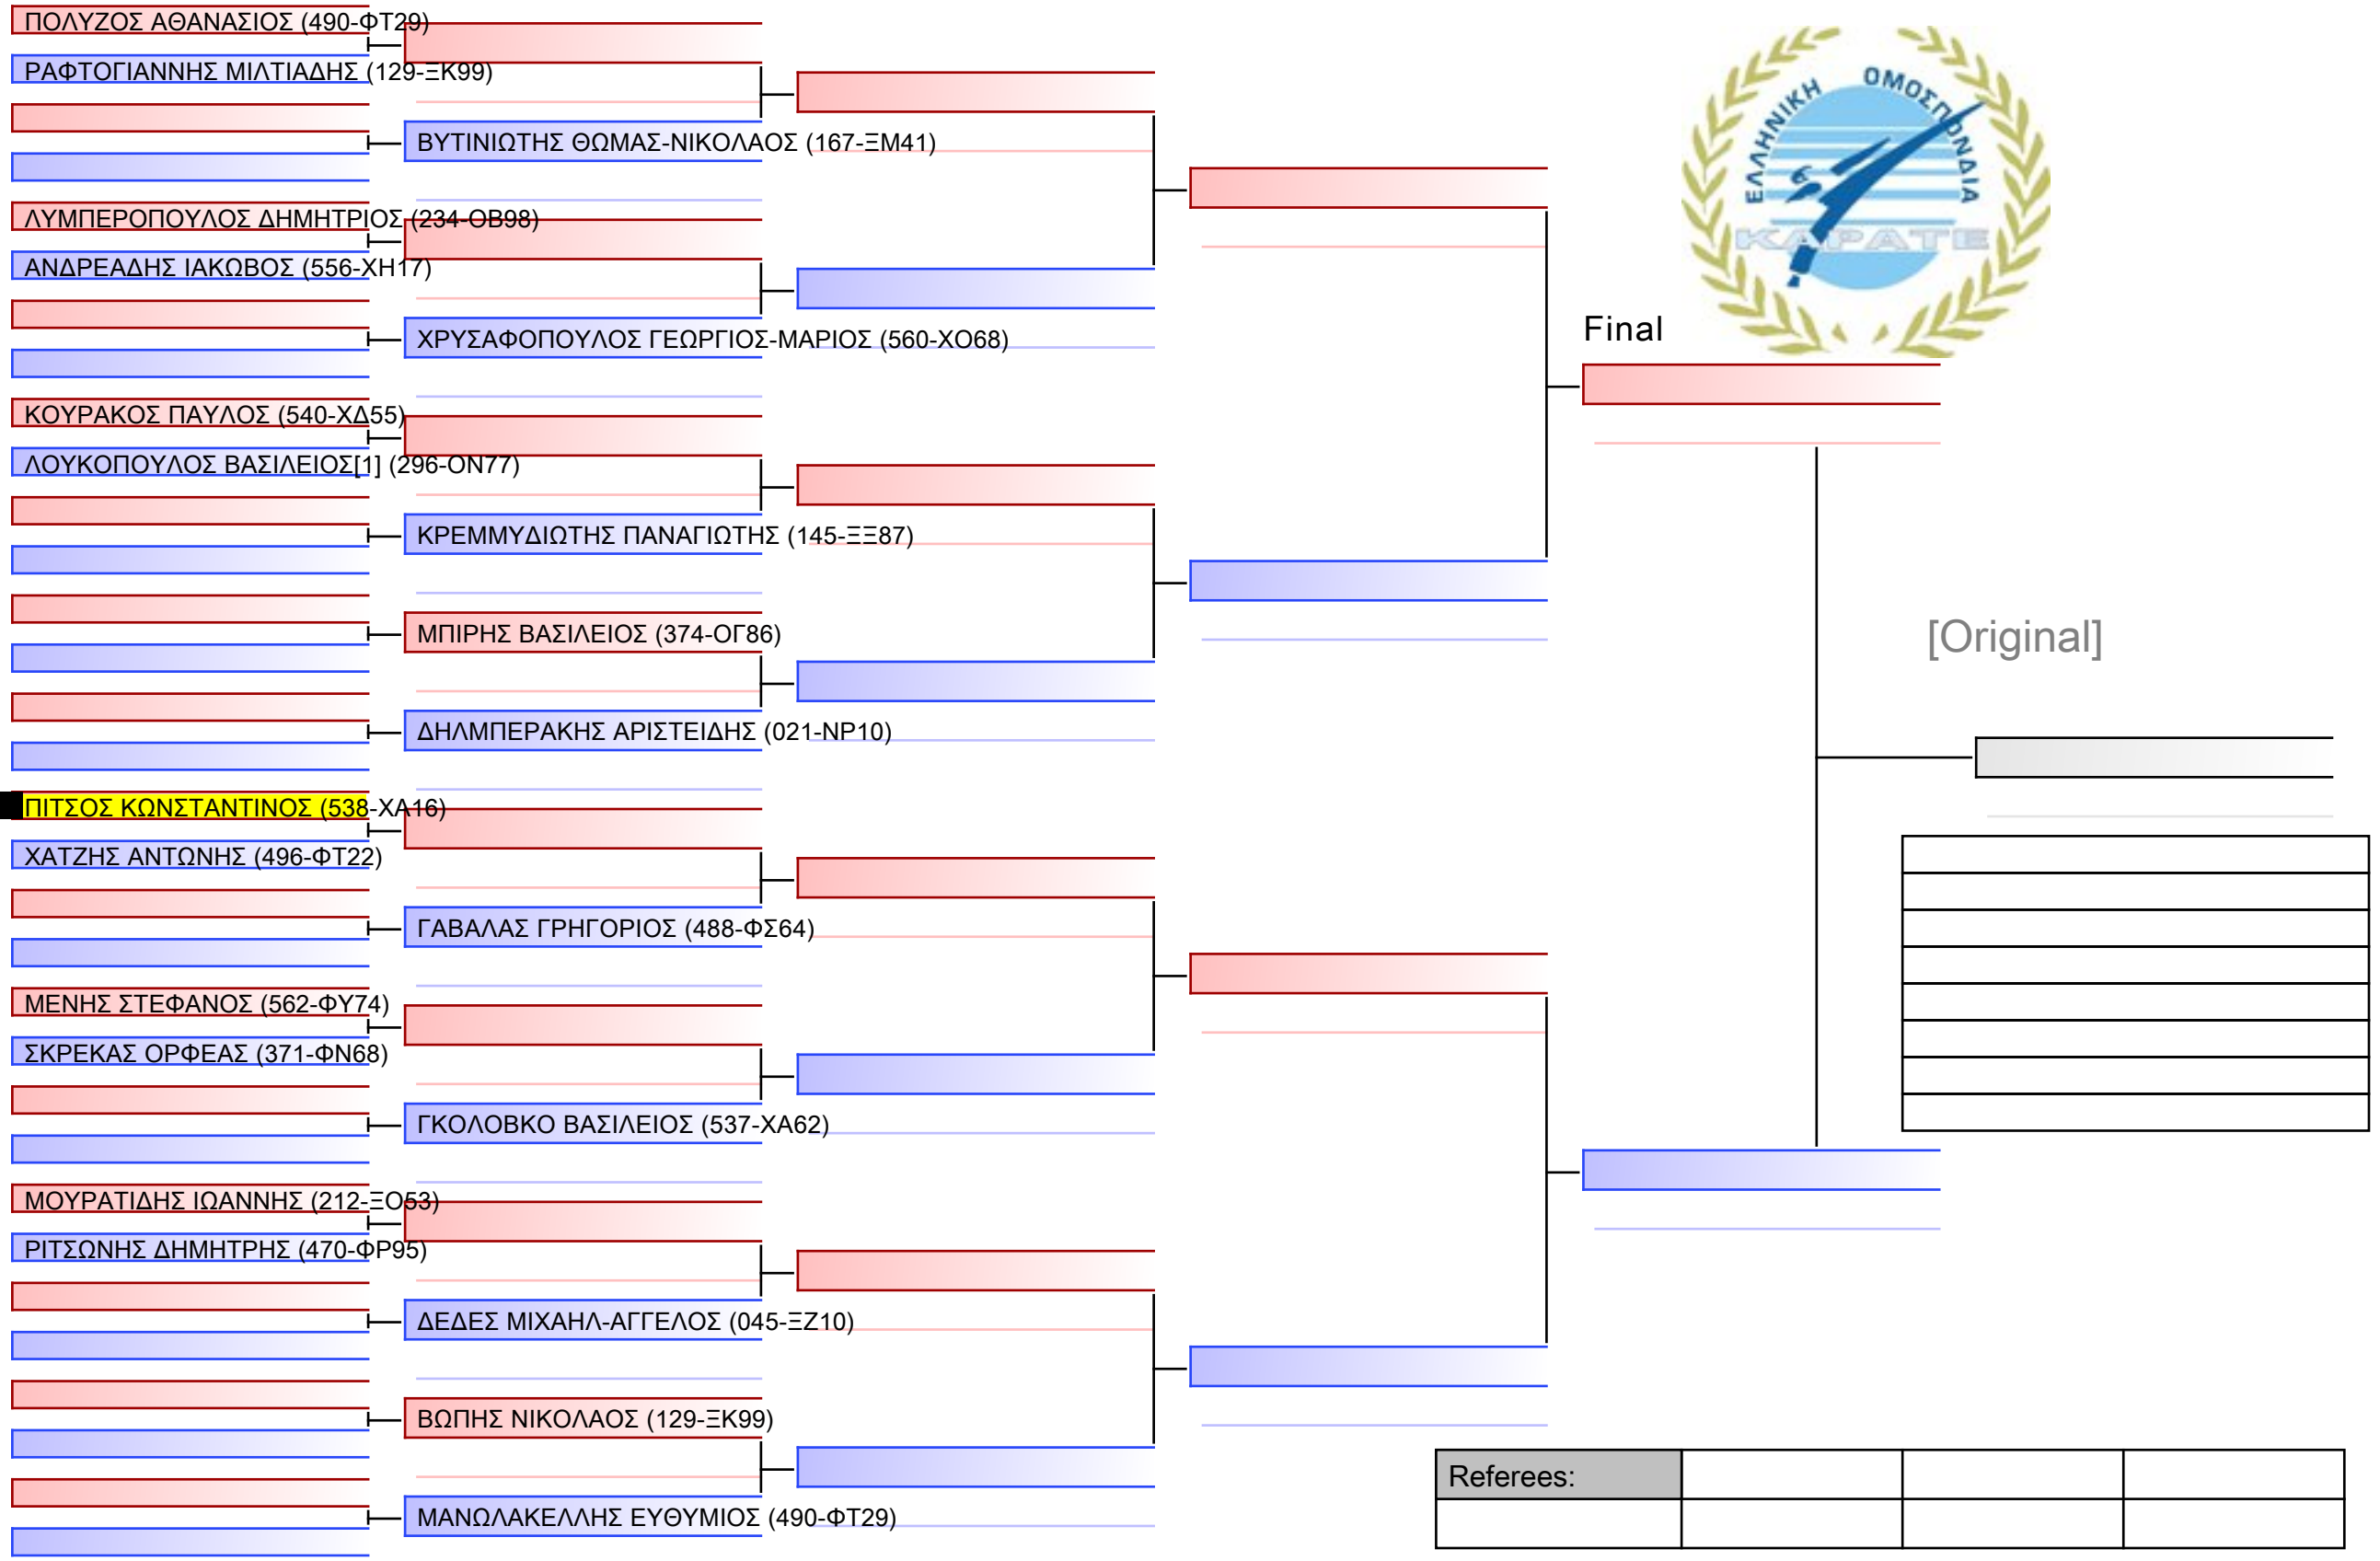 ΠΟΛΥΖΟΣ ΑΘΑΝΑΣΙΟΣ (490-ΦΤ29)
ΡΑΦΤΟΓΙΑΝΝΗΣ ΜΙΛΤΙΑΔΗΣ (129-ΞΚ99)
ΒΥΤΙΝΙΩΤΗΣ ΘΩΜΑΣ-ΝΙΚΟΛΑΟΣ (167-ΞΜ41)
ΛΥΜΠΕΡΟΠΟΥΛΟΣ ΔΗΜΗΤΡΙΟΣ (234-ΟΒ98)
ΑΝΔΡΕΑΔΗΣ ΙΑΚΩΒΟΣ (556-ΧΗ17)
ΧΡΥΣΑΦΟΠΟΥΛΟΣ ΓΕΩΡΓΙΟΣ-ΜΑΡΙΟΣ (560-ΧΟ68)
ΚΟΥΡΑΚΟΣ ΠΑΥΛΟΣ (540-ΧΔ55)
ΛΟΥΚΟΠΟΥΛΟΣ ΒΑΣΙΛΕΙΟΣ[1] (296-ΟΝ77)
ΚΡΕΜΜΥΔΙΩΤΗΣ ΠΑΝΑΓΙΩΤΗΣ (145-ΞΞ87)
ΜΠΙΡΗΣ ΒΑΣΙΛΕΙΟΣ (374-ΟΓ86)
ΔΗΛΜΠΕΡΑΚΗΣ ΑΡΙΣΤΕΙΔΗΣ (021-ΝΡ10)
ΠΙΤΣΟΣ ΚΩΝΣΤΑΝΤΙΝΟΣ (538-ΧΑ16)
ΧΑΤΖΗΣ ΑΝΤΩΝΗΣ (496-ΦΤ22)
ΓΑΒΑΛΑΣ ΓΡΗΓΟΡΙΟΣ (488-ΦΣ64)
ΜΕΝΗΣ ΣΤΕΦΑΝΟΣ (562-ΦΥ74)
ΣΚΡΕΚΑΣ ΟΡΦΕΑΣ (371-ΦΝ68)
ΓΚΟΛΟΒΚΟ ΒΑΣΙΛΕΙΟΣ (537-ΧΑ62)
ΜΟΥΡΑΤΙΔΗΣ ΙΩΑΝΝΗΣ (212-ΞΟ53)
ΡΙΤΣΩΝΗΣ ΔΗΜΗΤΡΗΣ (470-ΦΡ95)
ΔΕΔΕΣ ΜΙΧΑΗΛ-ΑΓΓΕΛΟΣ (045-ΞΖ10)
ΒΩΠΗΣ ΝΙΚΟΛΑΟΣ (129-ΞΚ99)
ΜΑΝΩΛΑΚΕΛΛΗΣ ΕΥΘΥΜΙΟΣ (490-ΦΤ29)
ΕΛΛΗΝΙΚΗ ΟΜΟΣΠΟΝΔΙΑ
ΚΑΡΑΤΕ
Final
[Original]
Referees: